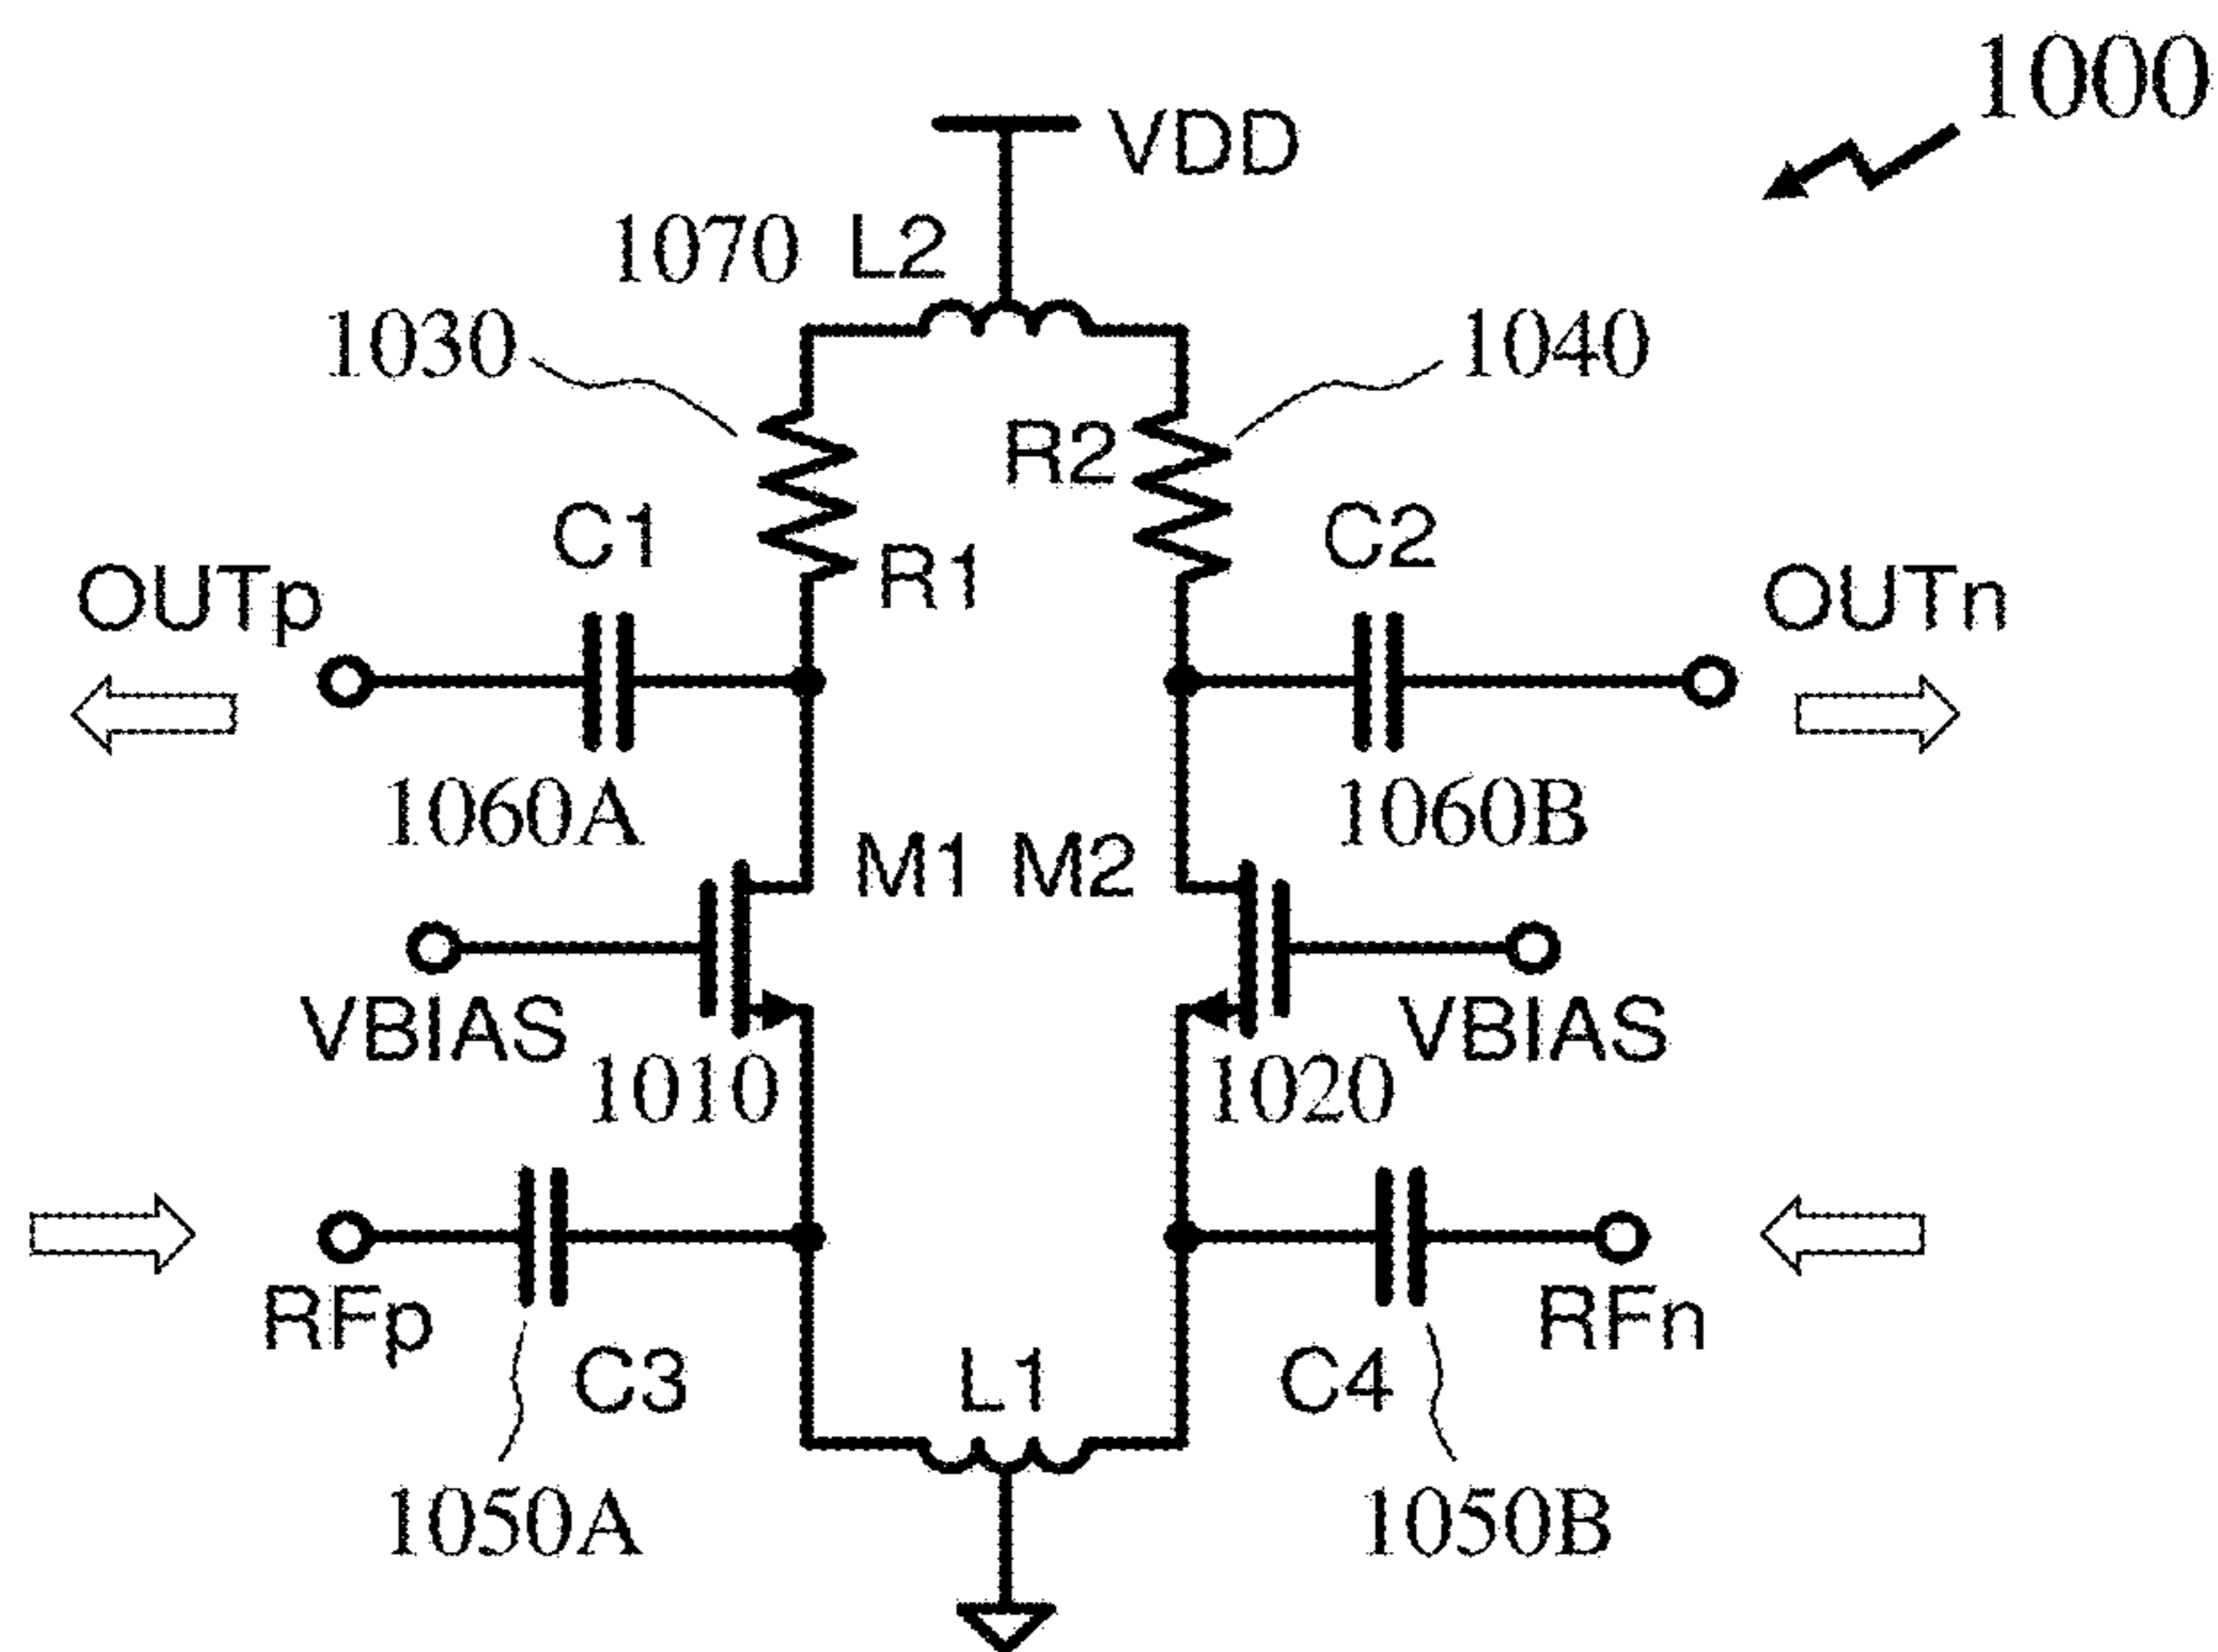 1000
VDD
1070 L2
1030
1040
R2
C1
R1
C2
OUTp
OUTn
1060A
1060B
M1 M2
VBIAS
VBIAS
1010
1020
RFp
RFn
C3
L1
C4
1050A
1050B